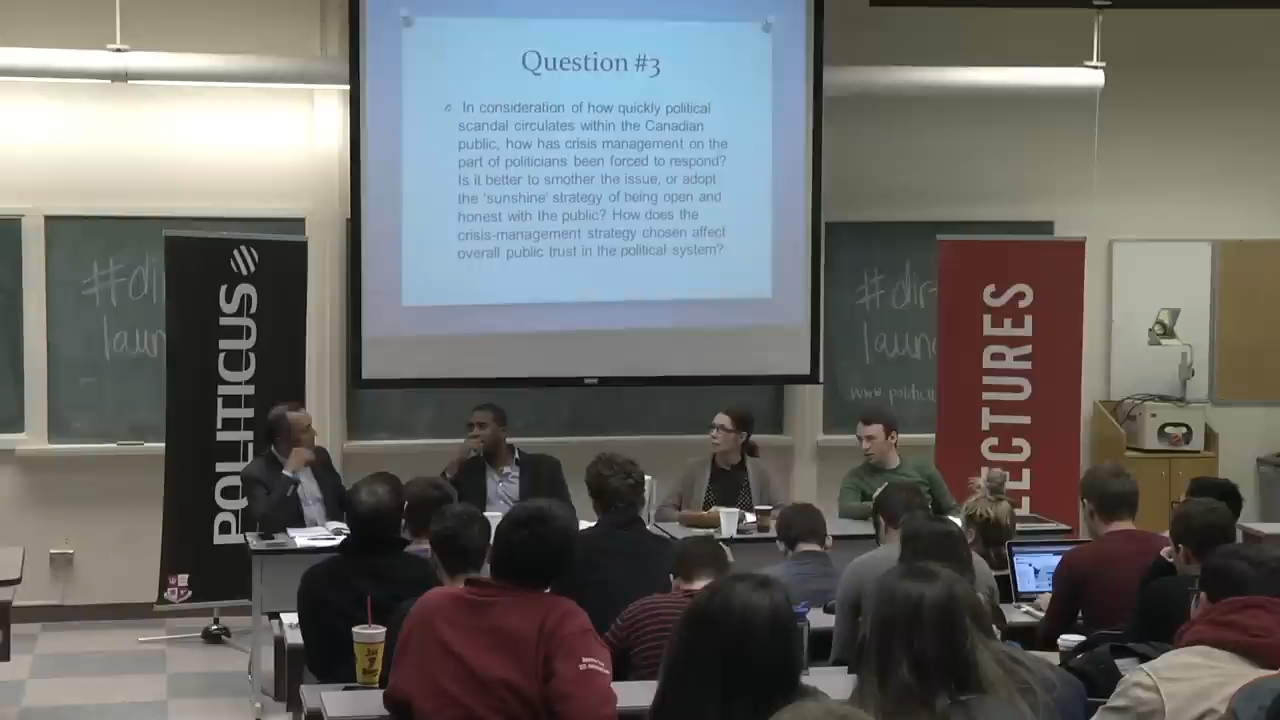 Question #3
In consideration of how quickly political
scandal circulates within the Canadian
public, how has crisis management on the
part of politicians been forced to respond?
Is it better to smother the issue, or adopt
the 'sunshine' strategy of being open and
honest with the public? How does the
crisis-management strategy chosen affect
overall public trust in the political system?
POLITICUS
LECTURES